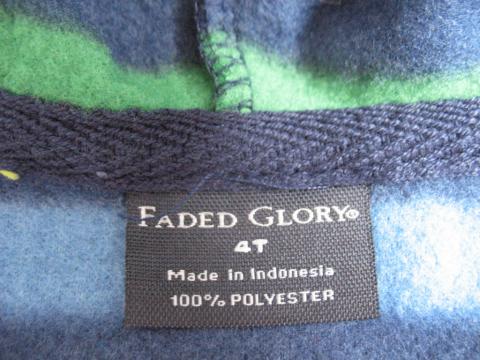 FADED GLORY®
4T
Made in Indonesia
100% POLYESTER